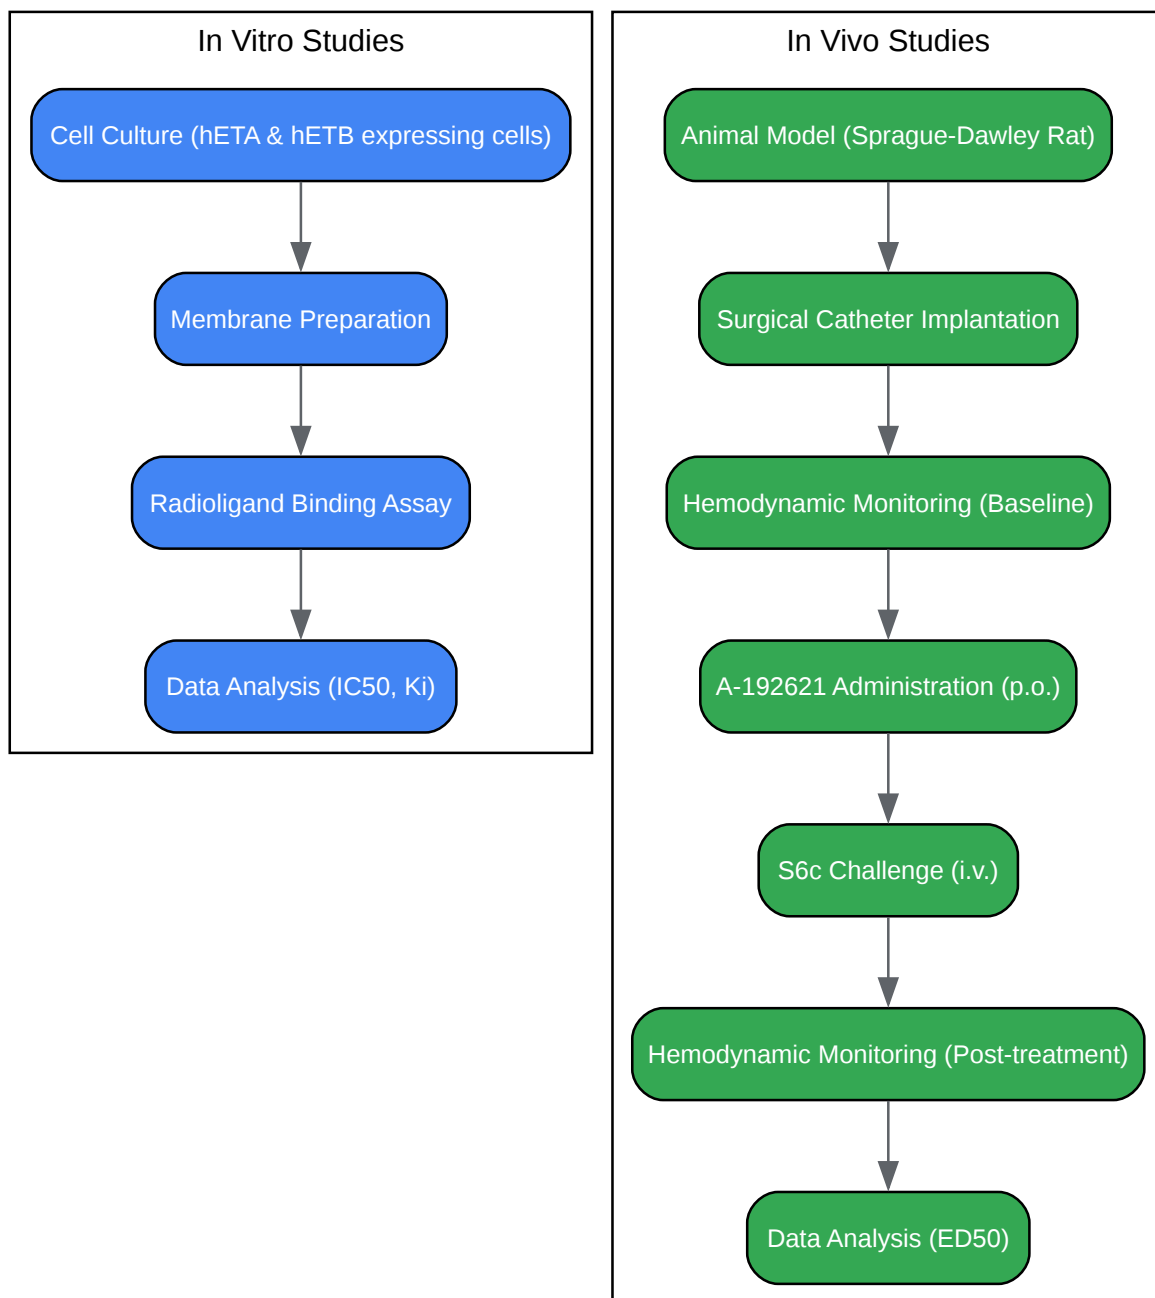 In Vitro Studies
Cell Culture (hETA & hETB expressing cells)
Membrane Preparation
Radioligand Binding Assay
Data Analysis (IC50, Ki)
In Vivo Studies
Animal Model (Sprague-Dawley Rat)
Surgical Catheter Implantation
Hemodynamic Monitoring (Baseline)
A-192621 Administration (p.o.)
S6c Challenge (i.v.)
Hemodynamic Monitoring (Post-treatment)
Data Analysis (ED50)